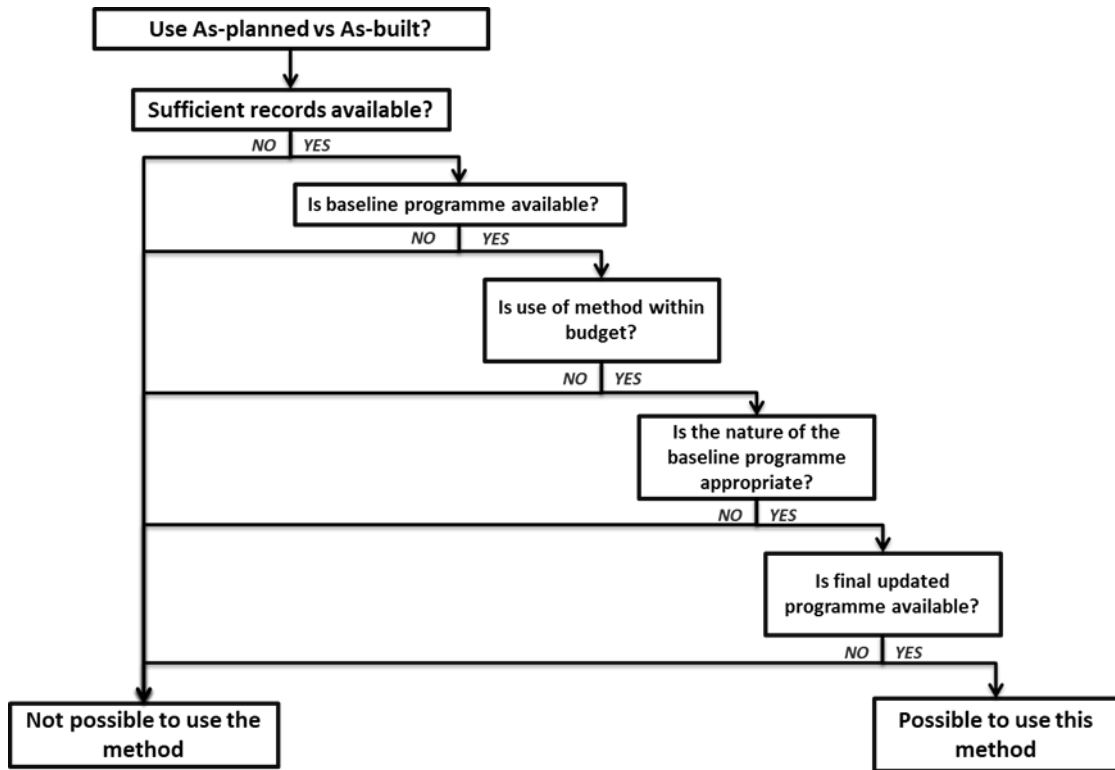 Use As-planned vs As-built?
Sufficient records available?
NO YES
Is baseline programme available?
NO YES
Is use of method within
budget?
NO YES
Is the nature of the
baseline programme
appropriate?
NO YES
Is final updated
programme available?
NO YES
Not possible to use the
method
Possible to use this
method